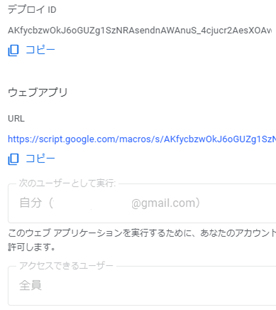 デプロイ ID
AKfycbzwOkJ6oGUZg1SzNRAsendnAWAnuS_4cjucr2AesXOAv
コピー
ウェブアプリ
URL
https://script.google.com/macros/s/AKfycbzwOkJ6oGUZg1SzN
コピー
次のユーザーとして実行:
自分（ @gmail.com）
このウェブ アプリケーションを実行するために、あなたのアカウント
許可します。
アクセスできるユーザー
全員